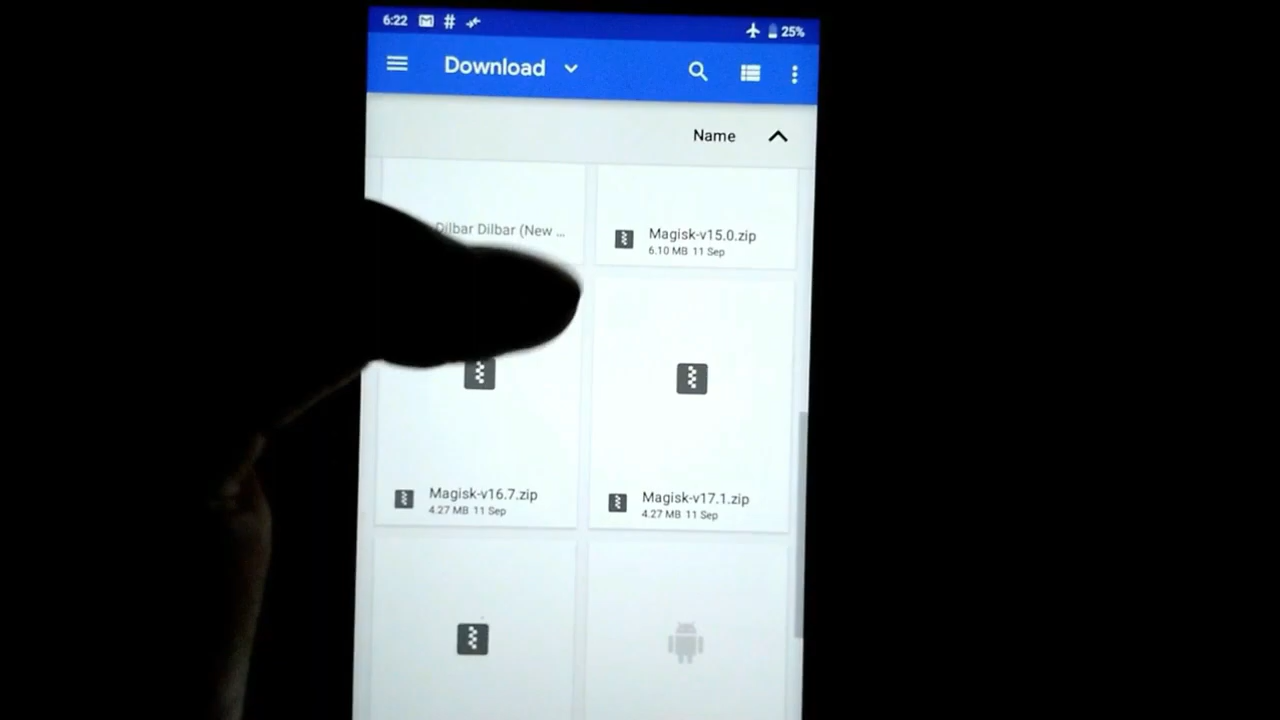 6:22 # 25%
Download
Name
Dilbar Dilbar (New ...
Magisk-v15.0.zip
6.10 MB 11 Sep
Magisk-v16.7.zip
4.27 MB 11 Sep
Magisk-v17.1.zip
4.27 MB 11 Sep